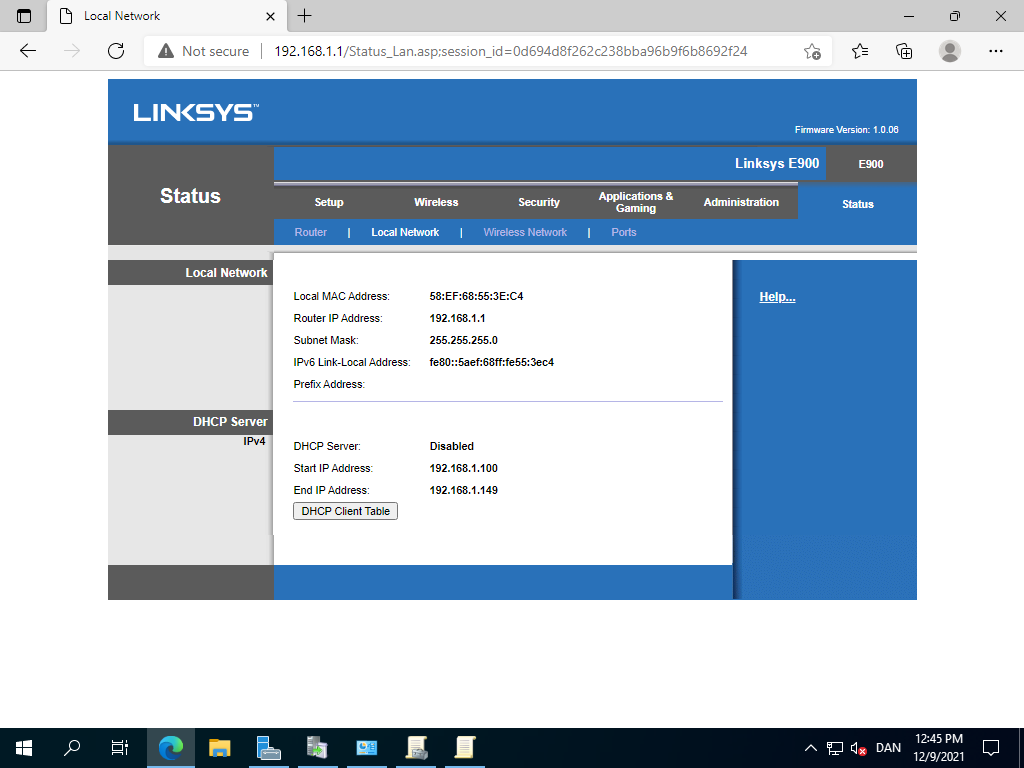 Local Network
Not secure
192.168.1.1/Status_Lan.asp;session_id=0d694d8f262c238bba96b9f6b8692f24
LINKSYS™
Firmware Version: 1.0.06
Linksys E900
E900
Status
Setup
Wireless
Security
Applications &
Gaming
Administration
Status
Router | Local Network | Wireless Network | Ports
Local Network
Local MAC Address: 58:EF:68:55:3E:C4
Help...
Router IP Address: 192.168.1.1
Subnet Mask: 255.255.255.0
IPv6 Link-Local Address: fe80::5aef:68ff:fe55:3ec4
Prefix Address:
DHCP Server
IPv4
DHCP Server: Disabled
Start IP Address: 192.168.1.100
End IP Address: 192.168.1.149
DHCP Client Table
DAN
12:45 PM
12/9/2021